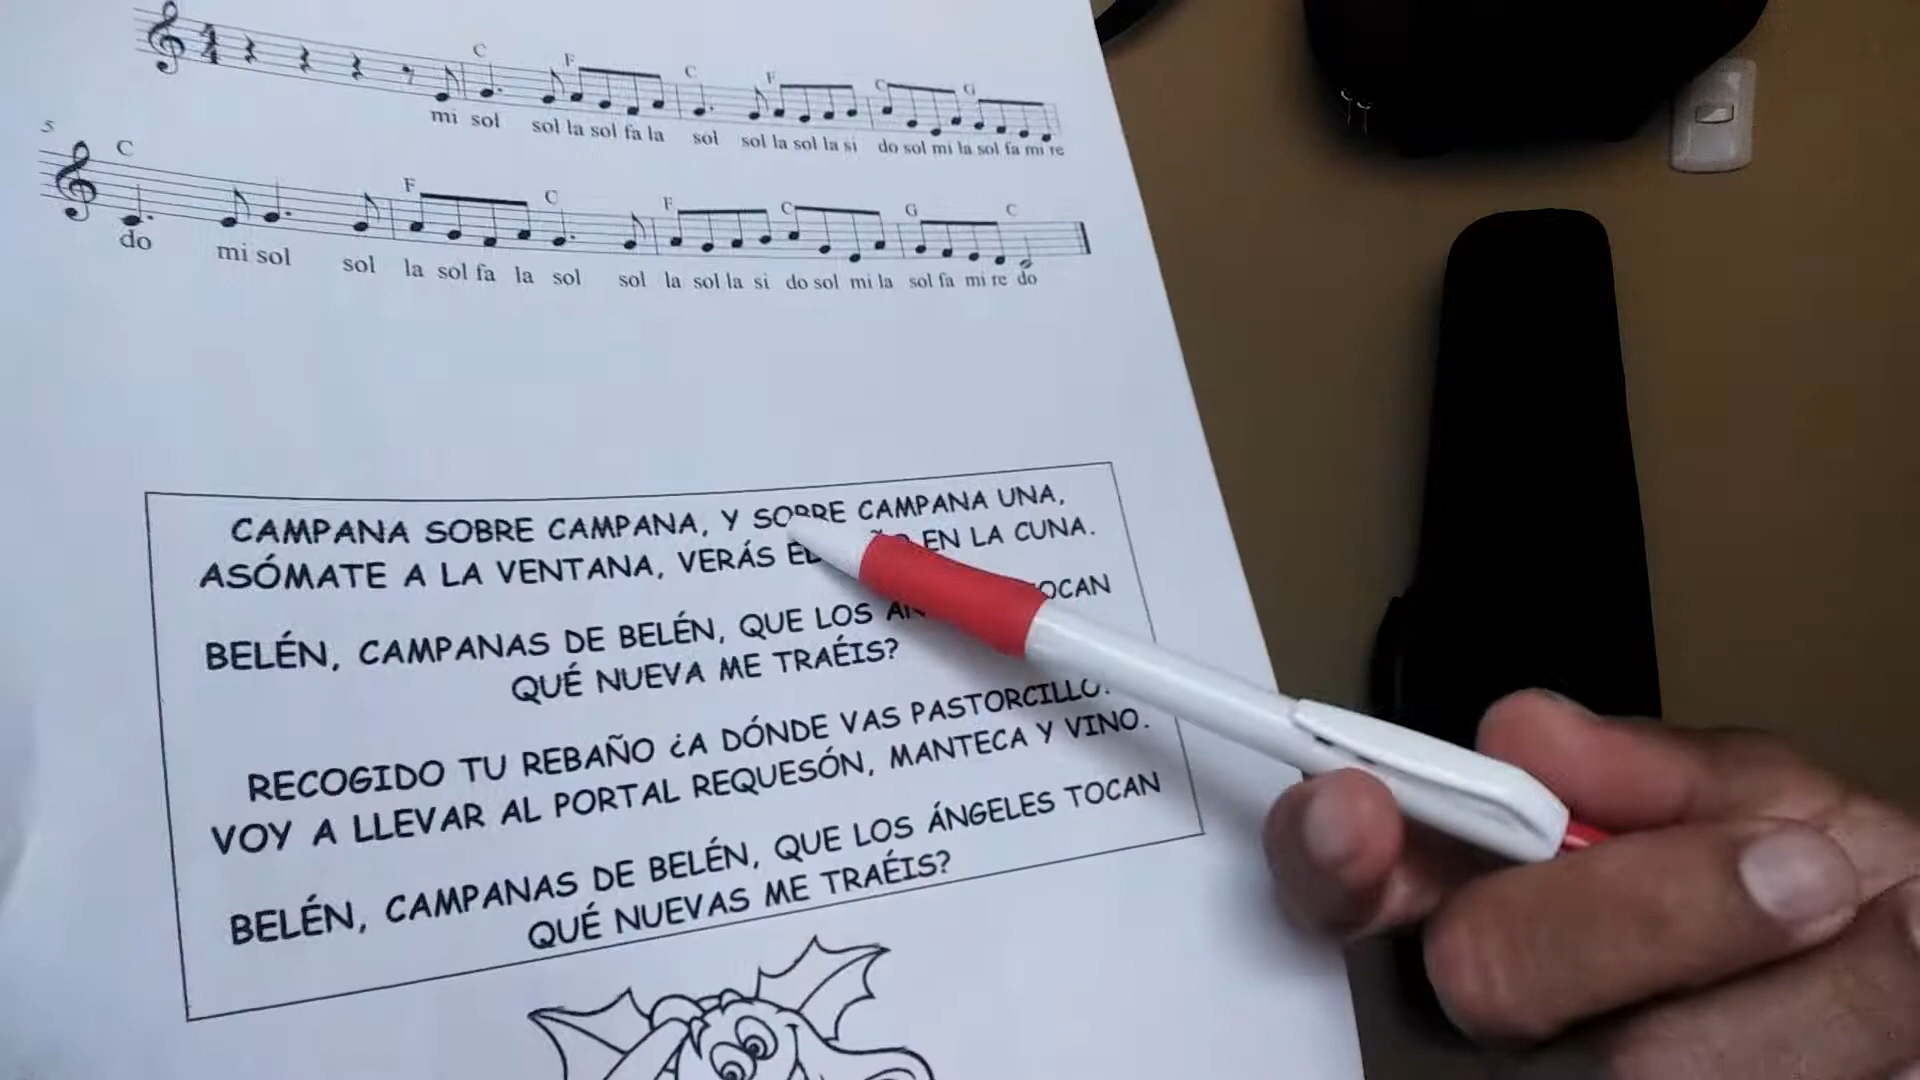 C F C F C G
mi sol sol la sol fa la sol sol la sol la si do sol mi la sol fa mi re
5
C F C F C G C
do mi sol sol la sol fa la sol sol la sol la si do sol mi la sol fa mi re do
CAMPANA SOBRE CAMPANA, Y SOBRE CAMPANA UNA,
ASÓMATE A LA VENTANA, VERÁS EN LA CUNA.
BELÉN, CAMPANAS DE BELÉN, QUE LOS TOCAN
QUÉ NUEVA ME TRAÉIS?
RECOGIDO TU REBAÑO ¿A DÓNDE VAS PASTORCILLO?
VOY A LLEVAR AL PORTAL REQUESÓN, MANTECA Y VINO.
BELÉN, CAMPANAS DE BELÉN, QUE LOS ÁNGELES TOCAN
QUÉ NUEVAS ME TRAÉIS?